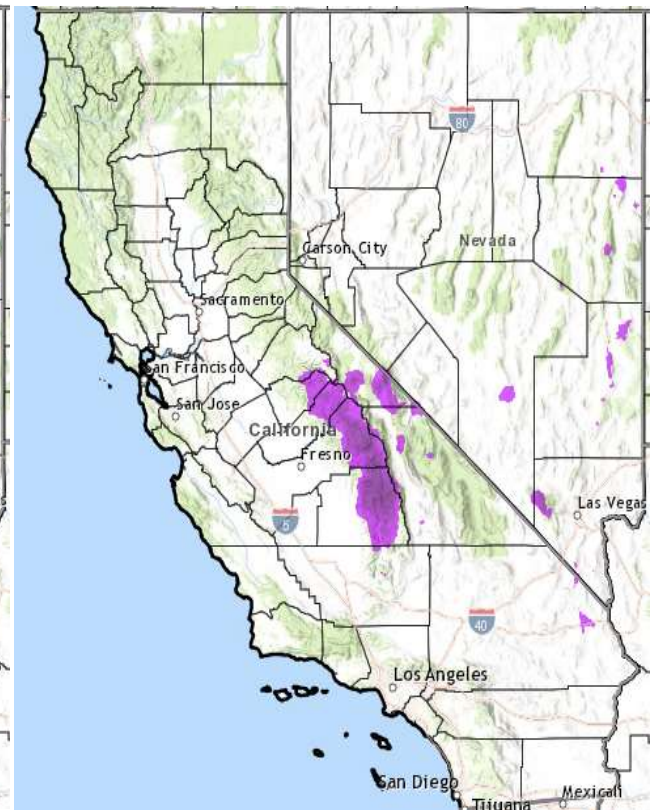 80
Carson City
Nevada
Sacramento
San Francisco
San Jose
California
Fresno
Las Vegas
5
40
Los Angeles
San Diego
Mexicali
Tijuana